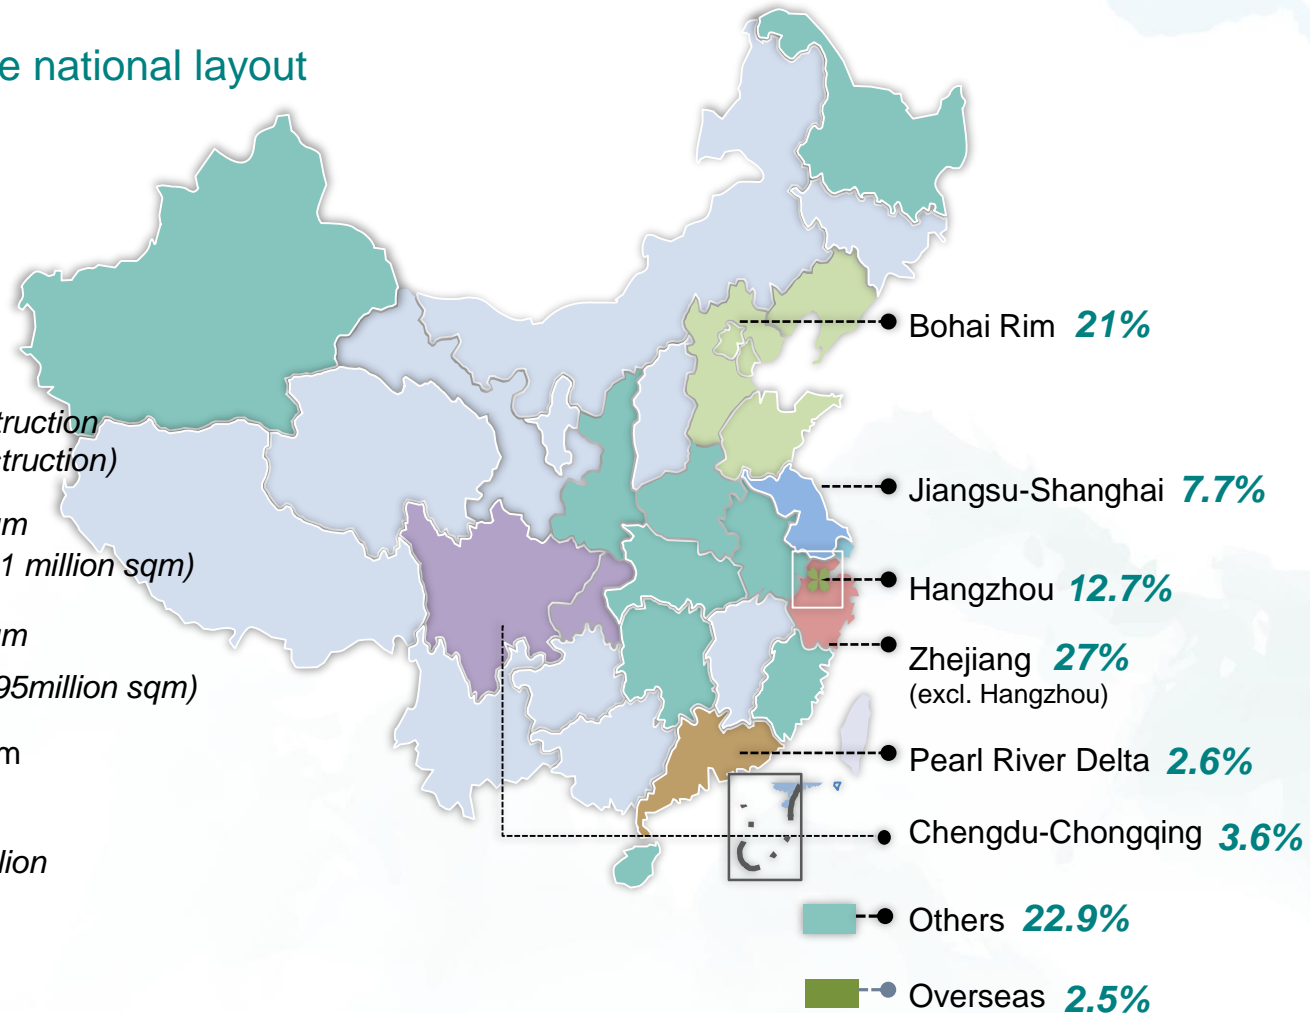 e national layout
Bohai Rim 21%
truction
struction)
Jiangsu-Shanghai 7.7%
1 million sqm)
Hangzhou 12.7%
Zhejiang 27%
(excl. Hangzhou)
95million sqm)
m
Pearl River Delta 2.6%
Chengdu-Chongqing 3.6%
lion
Others 22.9%
Overseas 2.5%